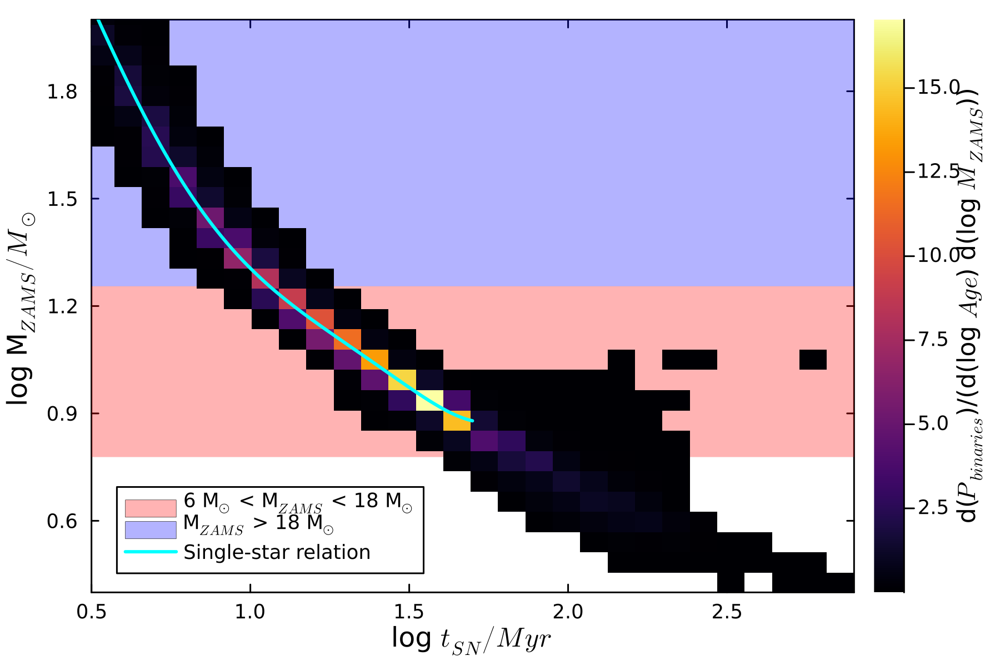 log M_ZAMS/M_⊙
1.8
1.5
1.2
0.9
0.6
0.5
1.0
1.5
2.0
2.5
log t_SN/Myr
6 M_⊙ < M_ZAMS < 18 M_⊙
M_ZAMS > 18 M_⊙
Single-star relation
15.0
12.5
10.0
7.5
5.0
2.5
d(P_binaries)/(d(log Age) d(log M_ZAMS))